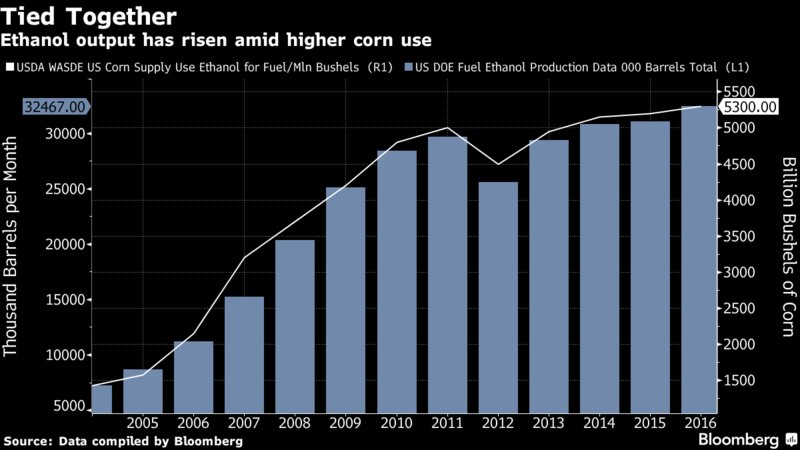 Tied Together
Ethanol output has risen amid higher corn use
USDA WASDE US Corn Supply Use Ethanol for Fuel/Mln Bushels (R1) US DOE Fuel Ethanol Production Data 000 Barrels Total (L1)
32467.00
30000
25000
20000
15000
10000
5000
Thousand Barrels per Month
5500
5300.00
5000
4500
4000
3500
3000
2500
2000
1500
Billion Bushels of Corn
2005 2006 2007 2008 2009 2010 2011 2012 2013 2014 2015 2016
Source: Data compiled by Bloomberg
Bloomberg